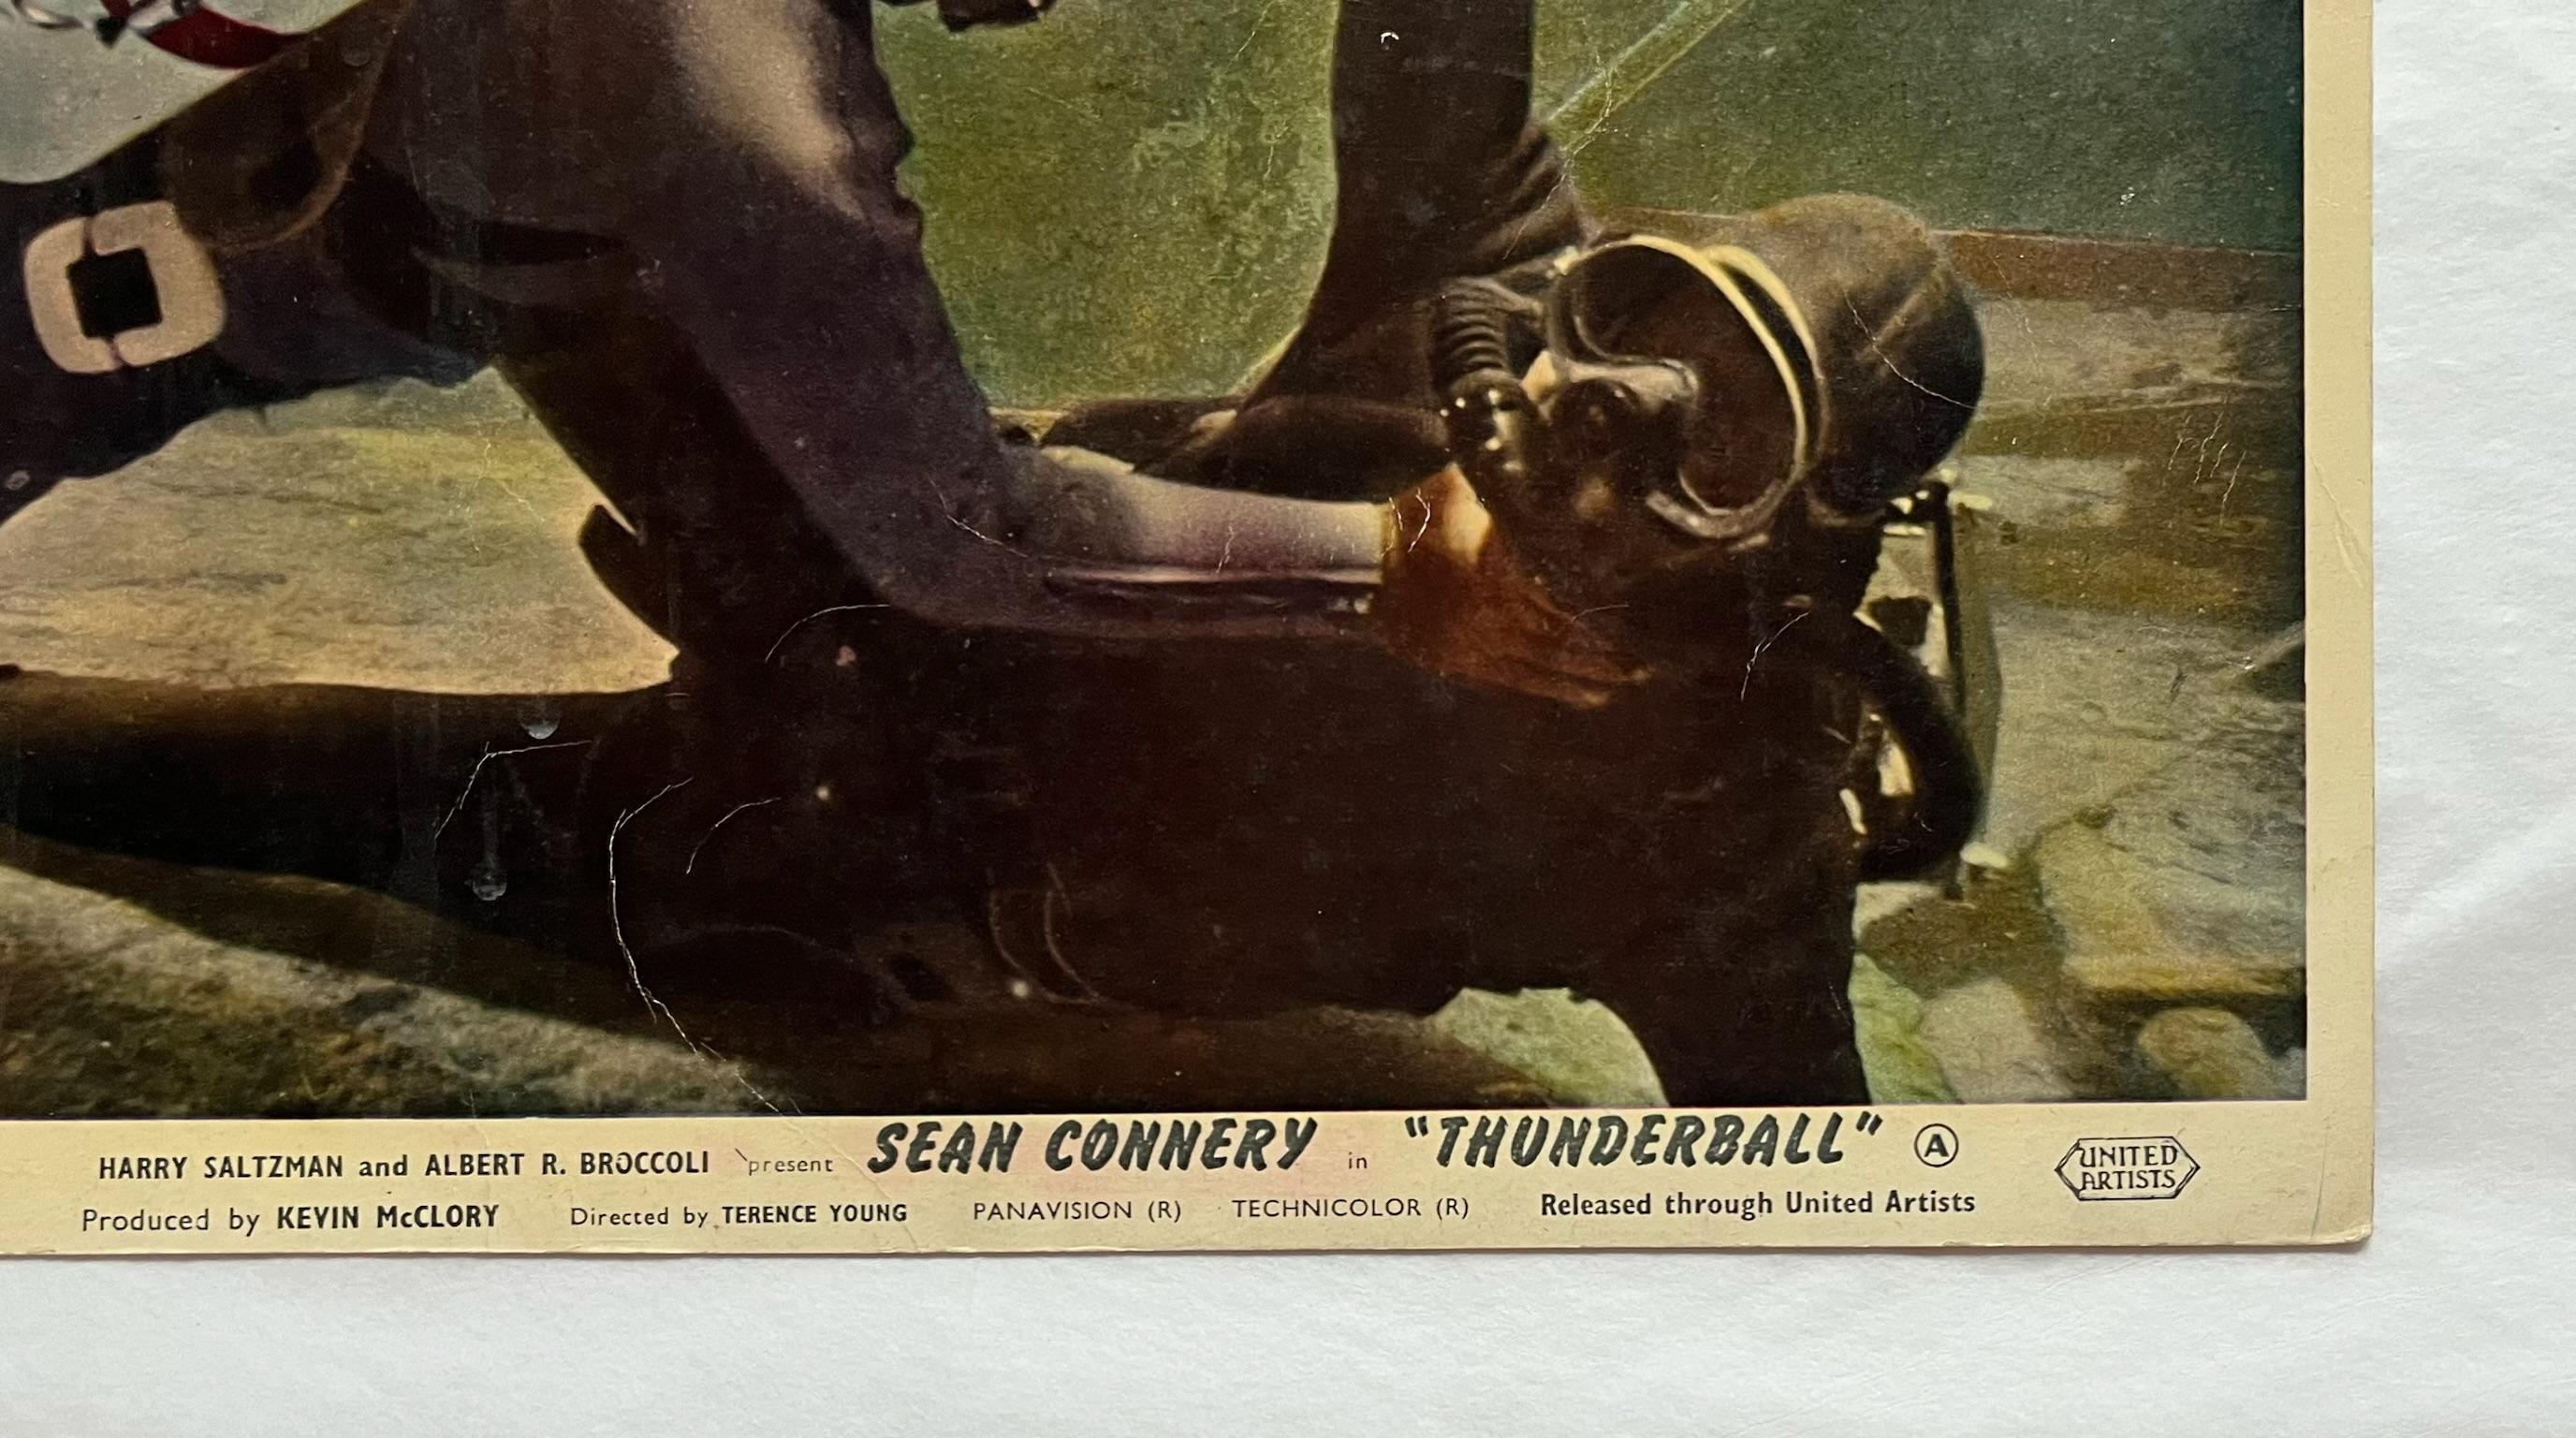 HARRY SALTZMAN and ALBERT R. BROCCOLI present SEAN CONNERY in "THUNDERBALL" A
UNITED
ARTISTS
Produced by KEVIN McCLORY Directed by TERENCE YOUNG PANAVISION (R) TECHNICOLOR (R) Released through United Artists